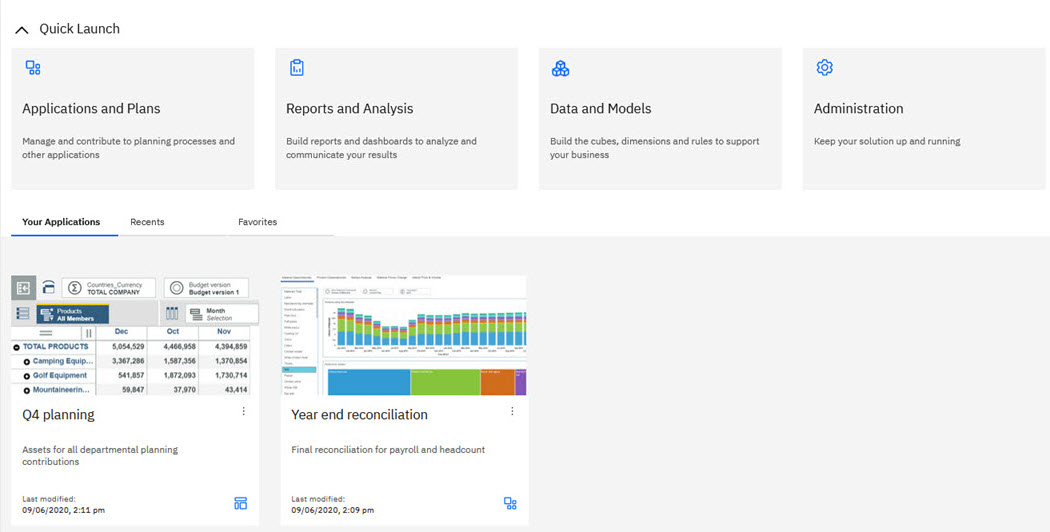 Quick Launch
Applications and Plans
Manage and contribute to planning processes and
other applications
Reports and Analysis
Build reports and dashboards to analyze and
communicate your results
Data and Models
Build the cubes, dimensions and rules to support
your business
Administration
Keep your solution up and running
Your Applications
Recents
Favorites
Countries_Currency
TOTAL COMPANY
Budget version
Budget version 1
Products
All Members
Month
Selection
Dec Oct Nov
TOTAL PRODUCTS 5,054,529 4,466,958 4,394,859
Camping Equip... 3,367,286 1,587,356 1,370,854
Golf Equipment 541,857 1,872,093 1,730,714
Mountaineerin... 59,847 37,970 43,414
Q4 planning
Assets for all departmental planning
contributions
Last modified:
09/06/2020, 2:11 pm
Year end reconciliation
Final reconciliation for payroll and headcount
Last modified:
09/06/2020, 2:09 pm